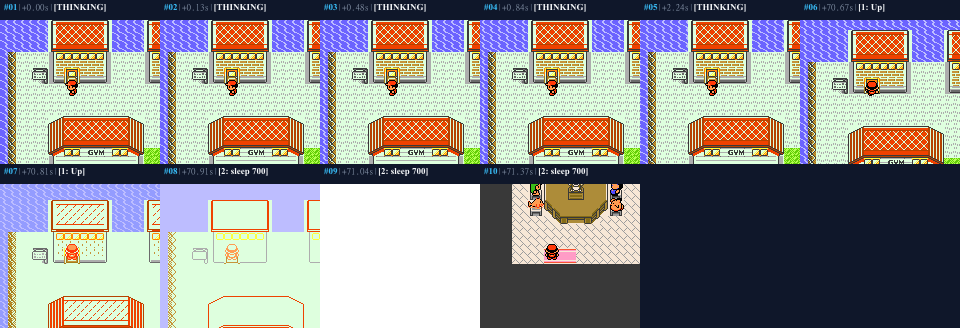 #01 | +0.00s | [THINKING]
#02 | +0.13s | [THINKING]
#03 | +0.48s | [THINKING]
#04 | +0.84s | [THINKING]
#05 | +2.24s | [THINKING]
#06 | +70.67s | [1: Up]
GYM
GYM
GYM
GYM
GYM
GYM
#07 | +70.81s | [1: Up]
#08 | +70.91s | [2: sleep 700]
#09 | +71.04s | [2: sleep 700]
#10 | +71.37s | [2: sleep 700]